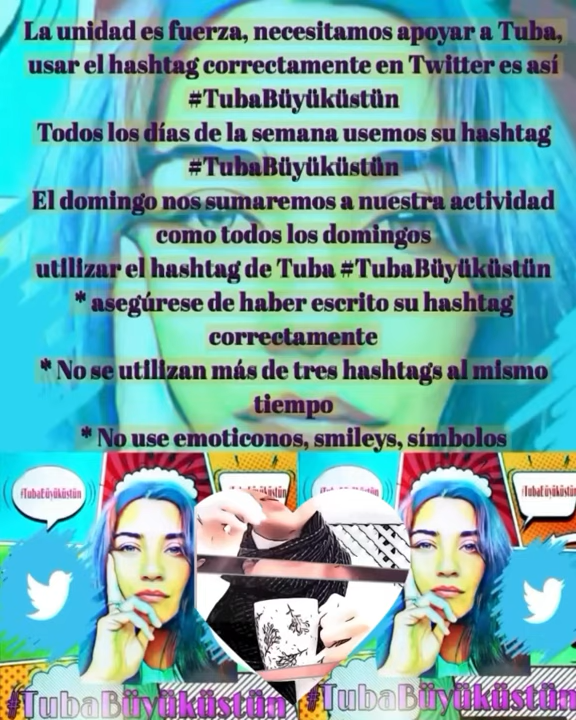 La unidad es fuerza, necesitamos apoyar a Tuba,
usar el hashtag correctamente en Twitter es así
#TubaBüyüküstün
Todos los días de la semana usemos su hashtag
#TubaBüyüküstün
El domingo nos sumaremos a nuestra actividad
como todos los domingos
utilizar el hashtag de Tuba #TubaBüyüküstün
* asegúrese de haber escrito su hashtag
correctamente
* No se utilizan más de tres hashtags al mismo
tiempo
* No use emoticonos, smileys, símbolos
#TubaBüyüküstün
#TubaBüyüküstün
#TubaBüyüküstün
#TubaBüyüküstün